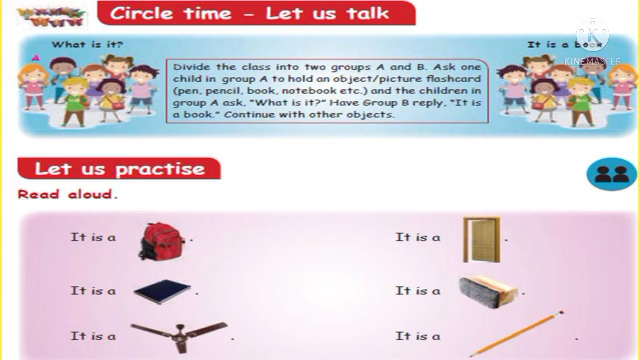 Circle time - Let us talk
What is it?
It is a book
A
Divide the class into two groups A and B. Ask one
child in group A to hold an object/picture flashcard
(pen, pencil, book, notebook etc.) and the children in
group A ask, "What is it?" Have Group B reply, "It is
a book." Continue with other objects.
KINEMASTER
Let us practise
Read aloud.
It is a .
It is a .
It is a .
It is a .
It is a .
It is a .